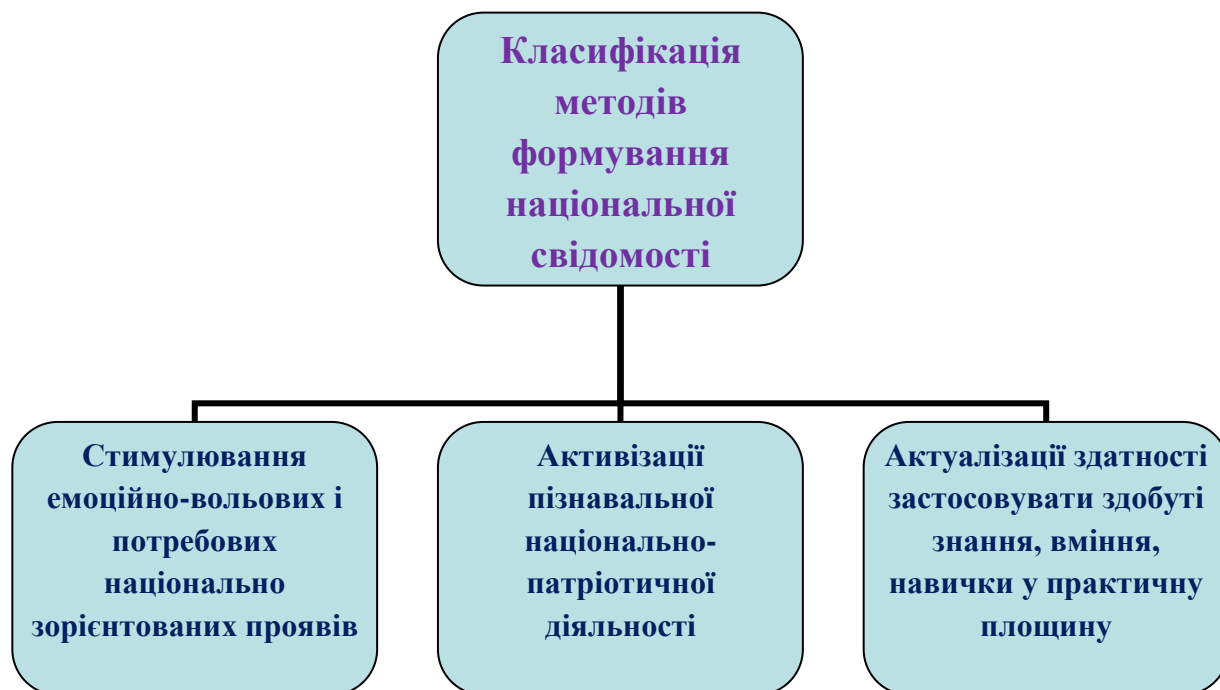 Класифікація
методів
формування
національної
свідомості
Стимулювання
емоційно-вольових і
потребових
національно
зорієнтованих проявів
Активізації
пізнавальної
національно-
патріотичної
діяльності
Актуалізації здатності
застосовувати здобуті
знання, вміння,
навички у практичну
площину